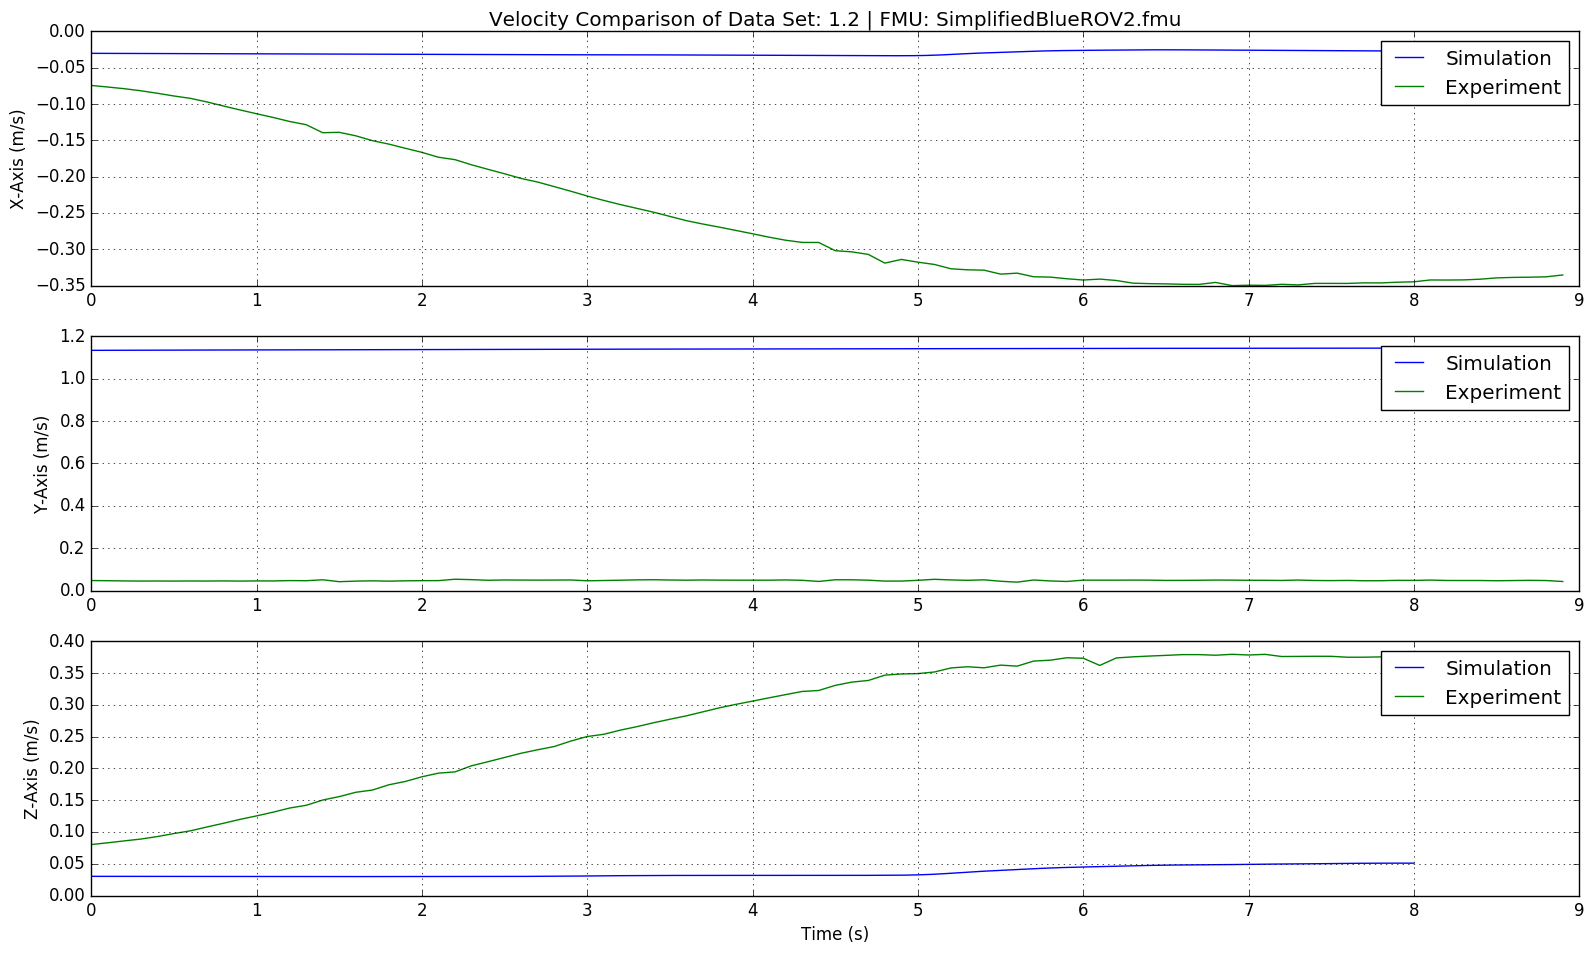 Velocity Comparison of Data Set: 1.2 | FMU: SimplifiedBlueROV2.fmu
X-Axis (m/s)
0.00
−0.05
−0.10
−0.15
−0.20
−0.25
−0.30
−0.35
Simulation
Experiment
0 1 2 3 4 5 6 7 8 9
Y-Axis (m/s)
1.2
1.0
0.8
0.6
0.4
0.2
0.0
Simulation
Experiment
0 1 2 3 4 5 6 7 8 9
Z-Axis (m/s)
0.40
0.35
0.30
0.25
0.20
0.15
0.10
0.05
0.00
Simulation
Experiment
0 1 2 3 4 5 6 7 8 9
Time (s)